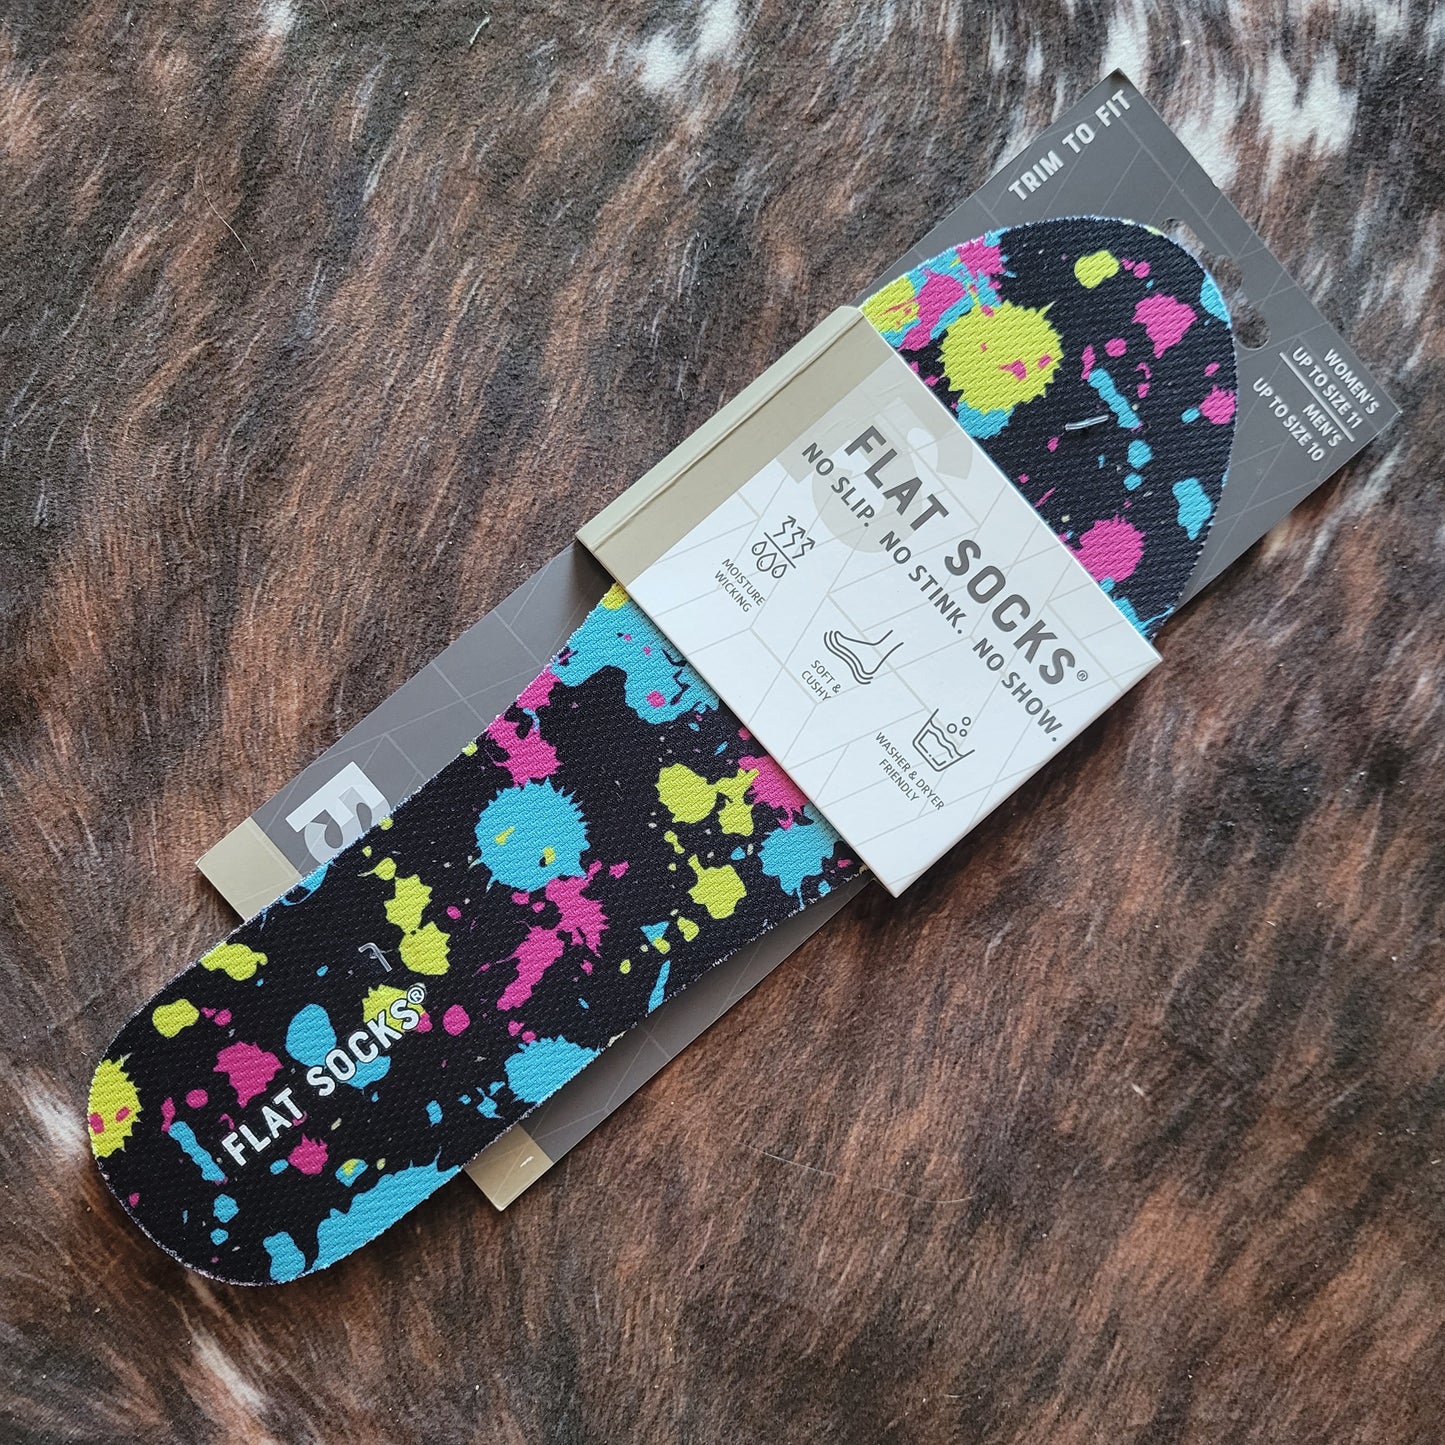 TRIM TO FIT
WOMEN'S
UP TO SIZE 11
MEN'S
UP TO SIZE 10
FLAT SOCKS®
NO SLIP. NO STINK. NO SHOW.
MOISTURE
WICKING
SOFT &
CUSHY
WASHER & DRYER
FRIENDLY
FLAT SOCKS®